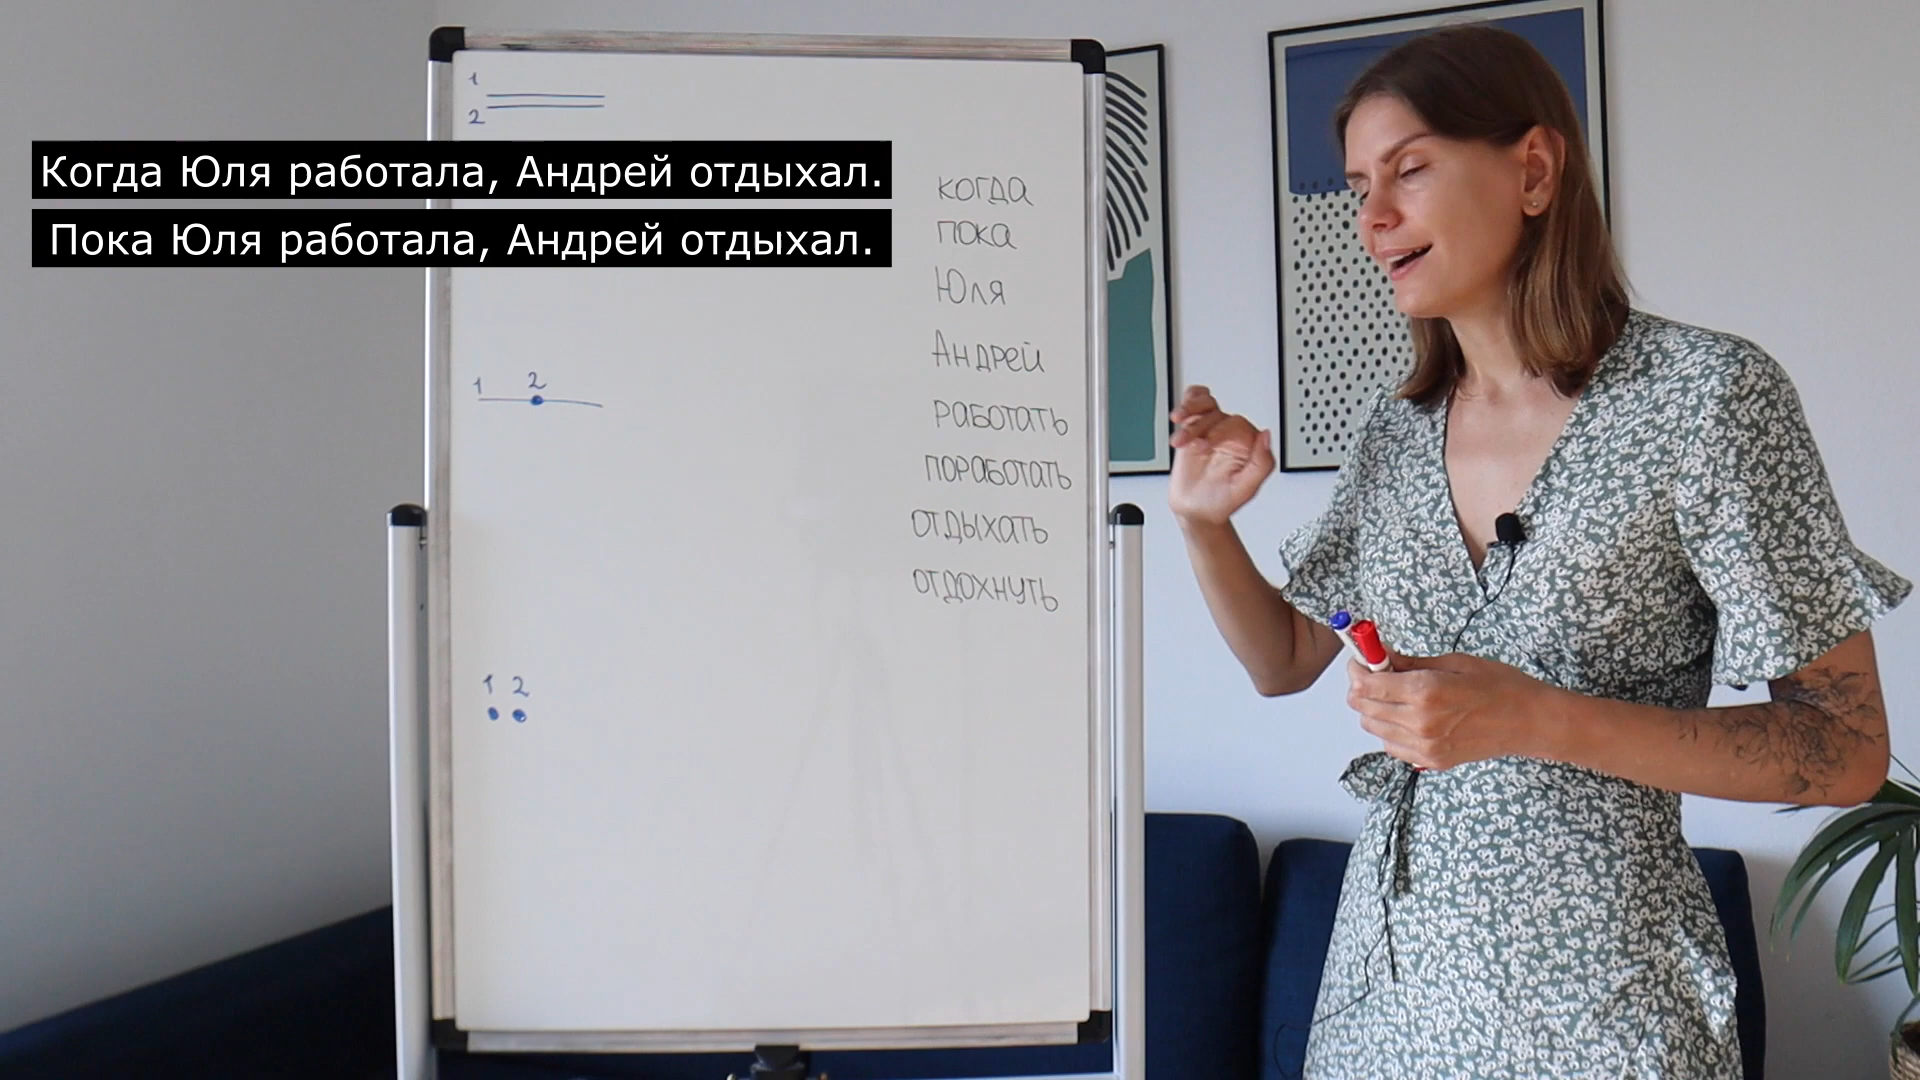 1
2
Когда Юля работала, Андрей отдыхал.
Пока Юля работала, Андрей отдыхал.
когда
пока
Юля
Андрей
1 2
работать
поработать
отдыхать
отдохнуть
1 2